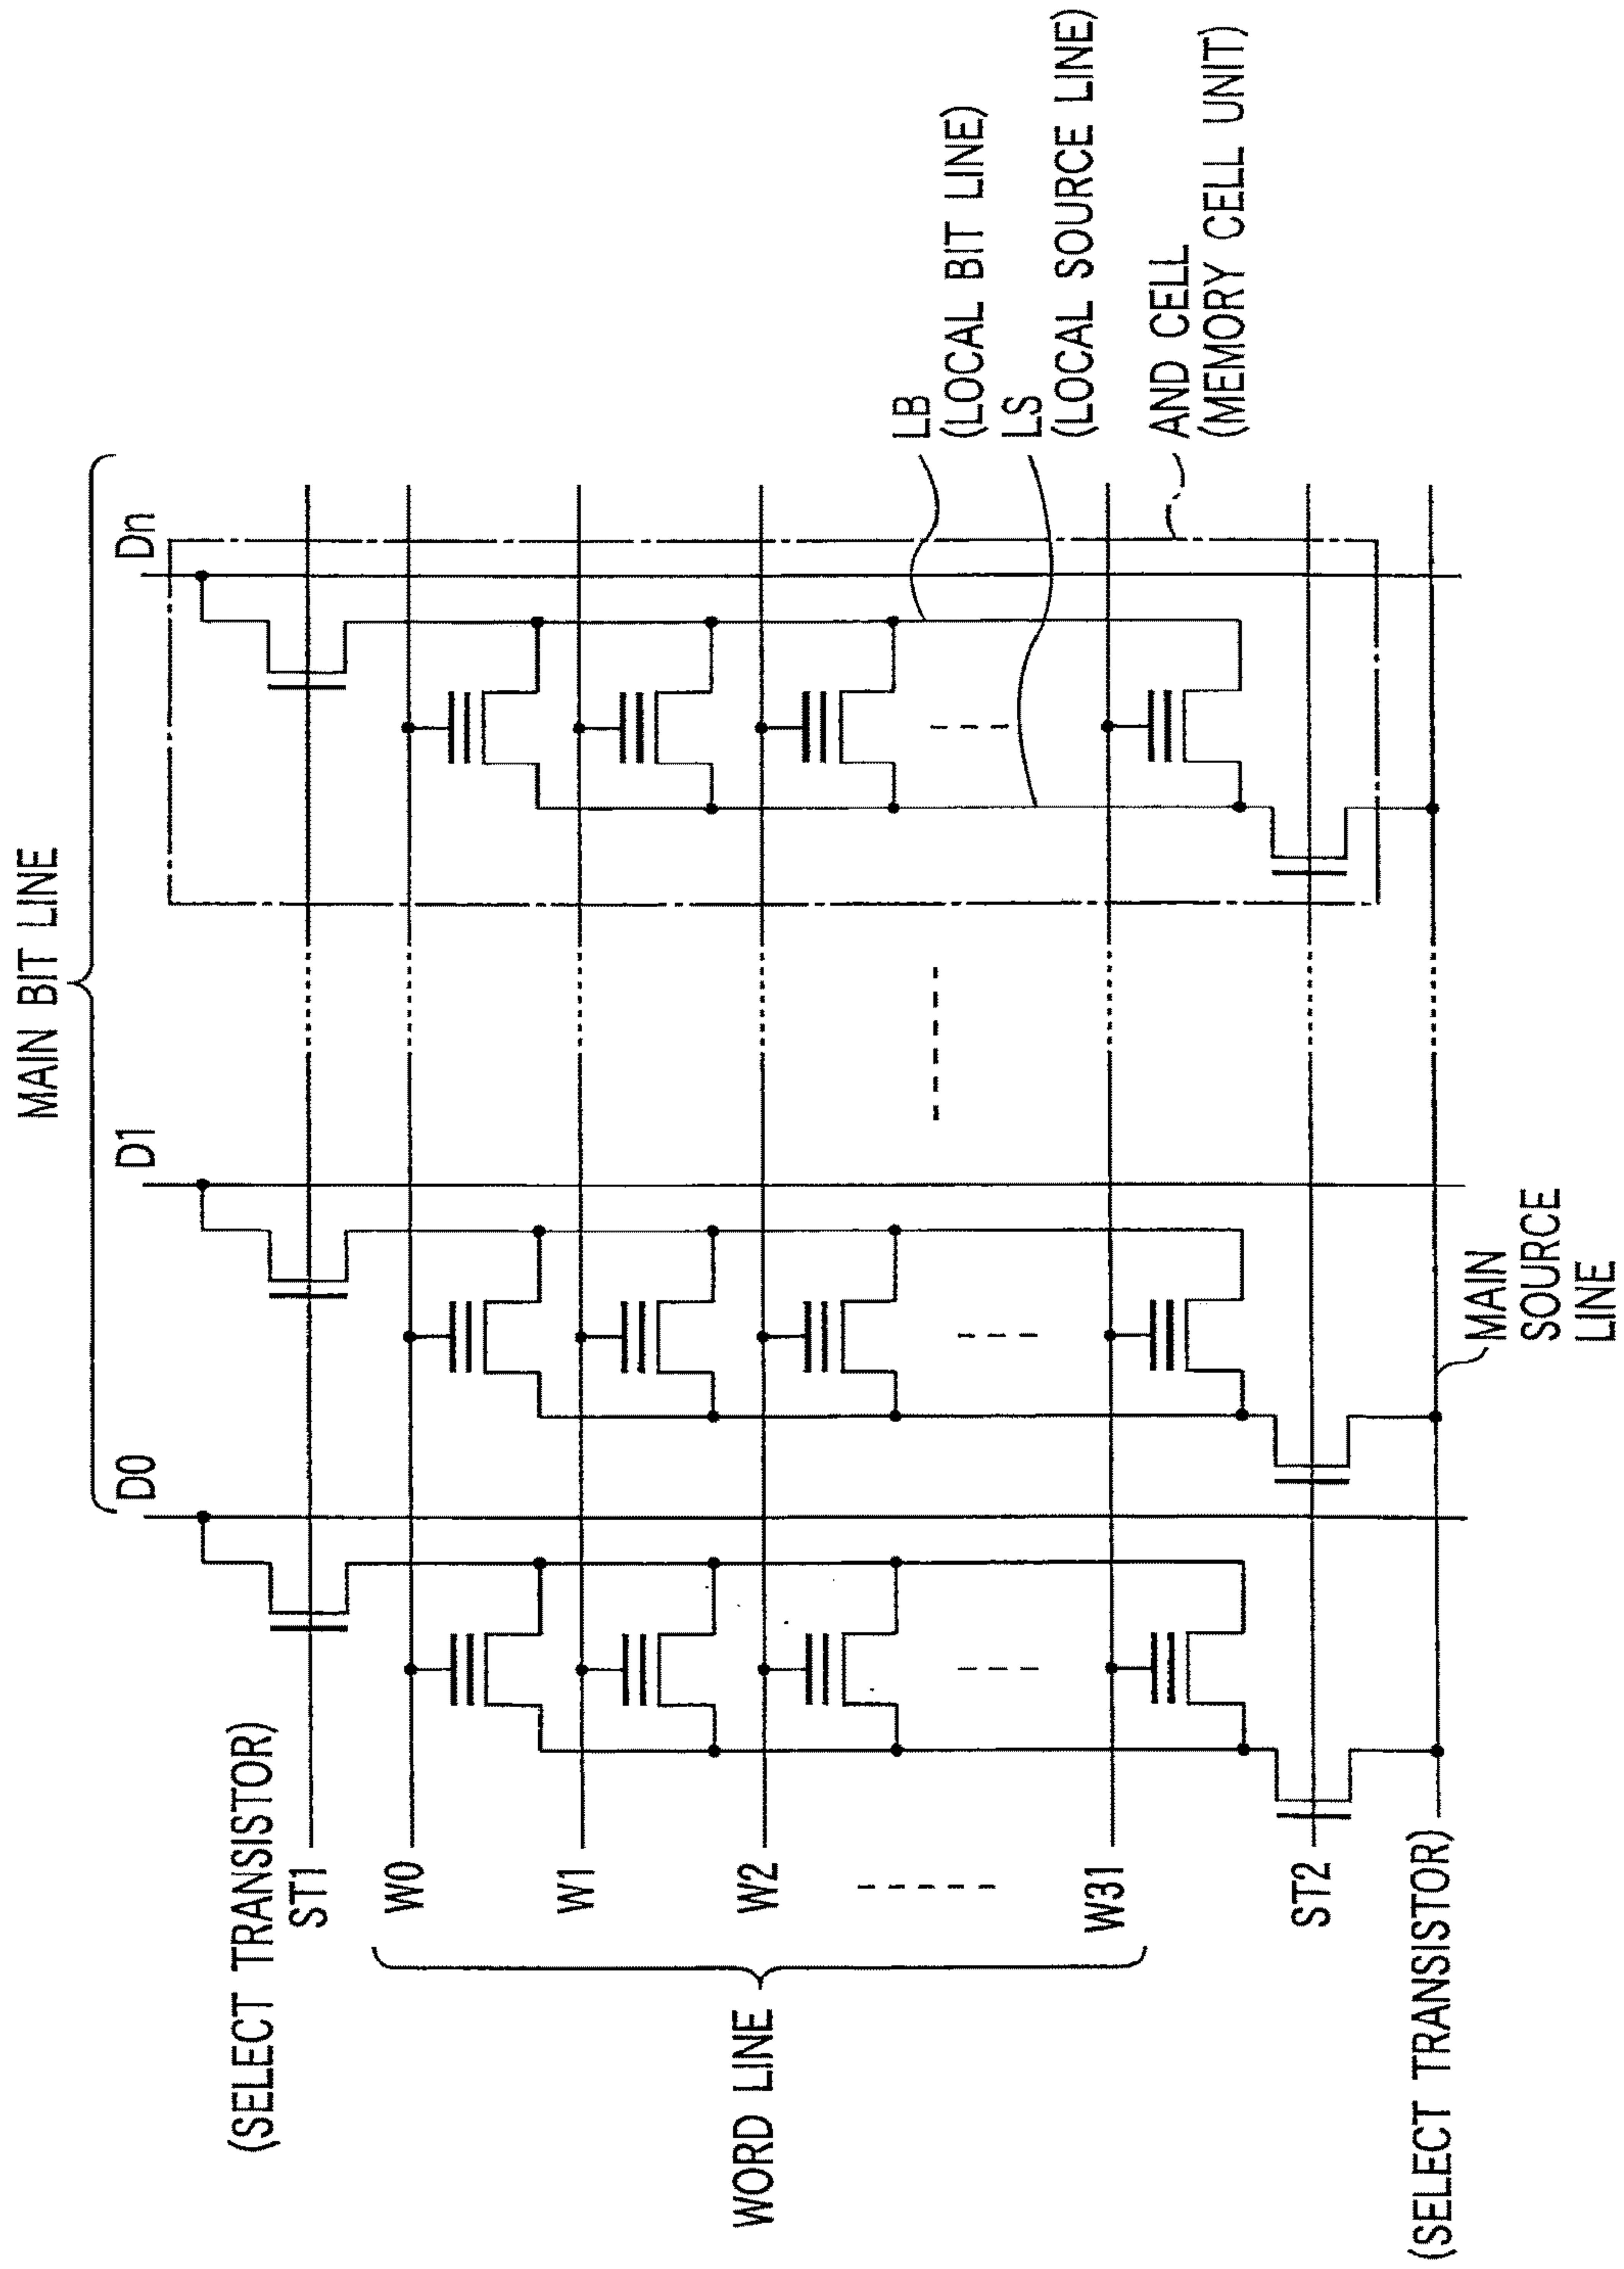 MAIN BIT LINE
D0
D1
Dn
(SELECT TRANSISTOR)
ST1
W0
W1
W2
W31
WORD LINE
ST2
(SELECT TRANSISTOR)
MAIN
SOURCE
LINE
LB
(LOCAL BIT LINE)
LS
(LOCAL SOURCE LINE)
AND CELL
(MEMORY CELL UNIT)